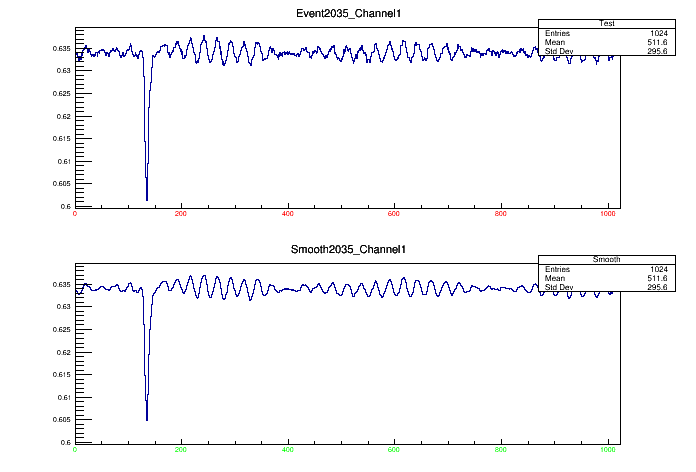 Event2035_Channel1
Test
Entries 1024
Mean 511.6
Std Dev 295.6
0.635
0.63
0.625
0.62
0.615
0.61
0.605
0.6
0 200 400 600 800 1000
Smooth2035_Channel1
Smooth
Entries 1024
Mean 511.6
Std Dev 295.6
0.635
0.63
0.625
0.62
0.615
0.61
0.605
0.6
0 200 400 600 800 1000